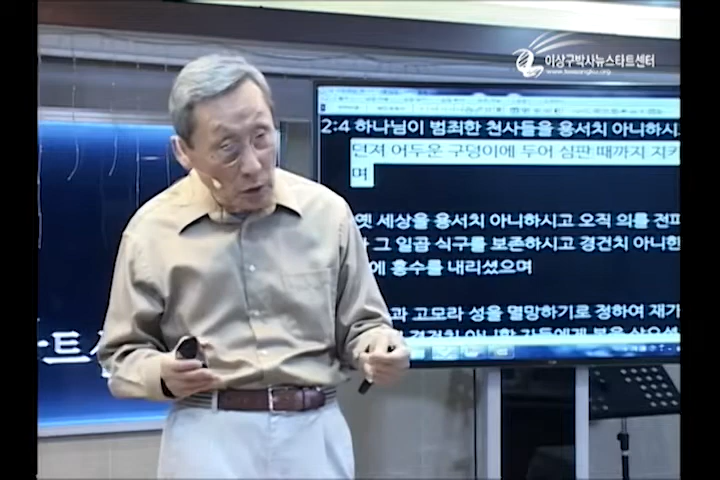 이상구박사뉴스타트센터
2:4 하나님이 범죄한 천사들을 용서치 아니하시고
던져 어두운 구덩이에 두어 심판 때까지 지키
며
옛 세상을 용서치 아니하시고 오직 의를 전파
그 일곱 식구를 보존하시고 경건치 아니한
에 홍수를 내리셨으며
과 고모라 성을 멸망하기로 정하여 재가